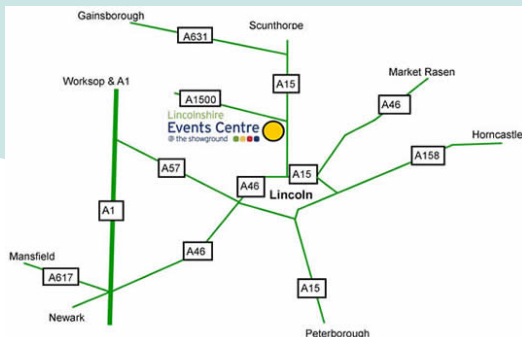 Gainsborough
Scunthorpe
A631
Worksop & A1
A15
Market Rasen
A1500
A46
Lincolnshire
Events Centre
@ the showground
Horncastle
A158
A57
A15
A46
Lincoln
A1
A46
Mansfield
A617
A15
Newark
Peterborough